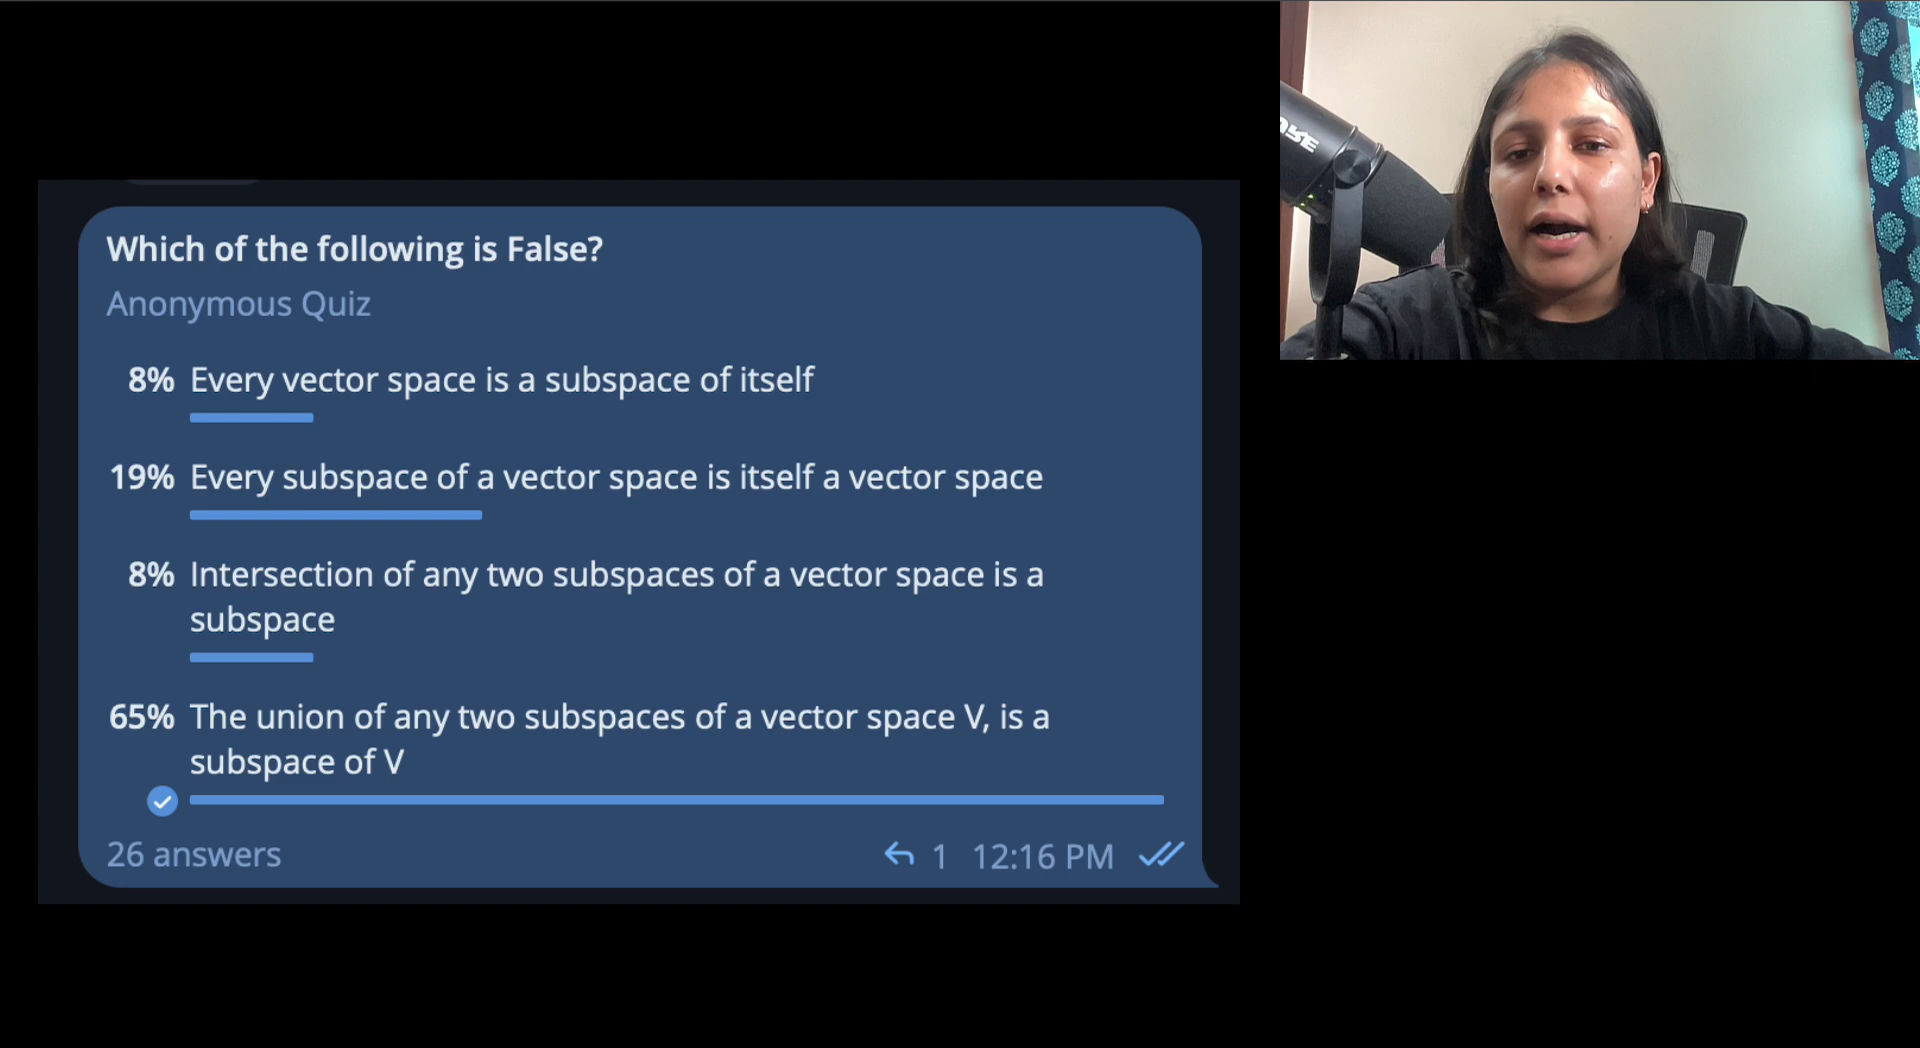 Which of the following is False?
Anonymous Quiz
8% Every vector space is a subspace of itself
19% Every subspace of a vector space is itself a vector space
8% Intersection of any two subspaces of a vector space is a
subspace
65% The union of any two subspaces of a vector space V, is a
subspace of V
26 answers
1 12:16 PM